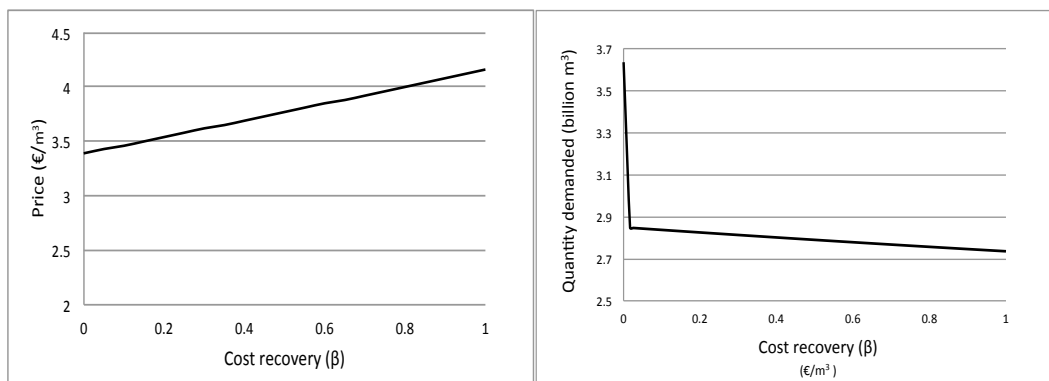 Price (€/m³)
4.5
4
3.5
3
2.5
2
0 0.2 0.4 0.6 0.8 1
Cost recovery (β)
Quantity demanded (billion m³)
3.7
3.5
3.3
3.1
2.9
2.7
2.5
0 0.2 0.4 0.6 0.8 1
Cost recovery (β)
(€/m³ )